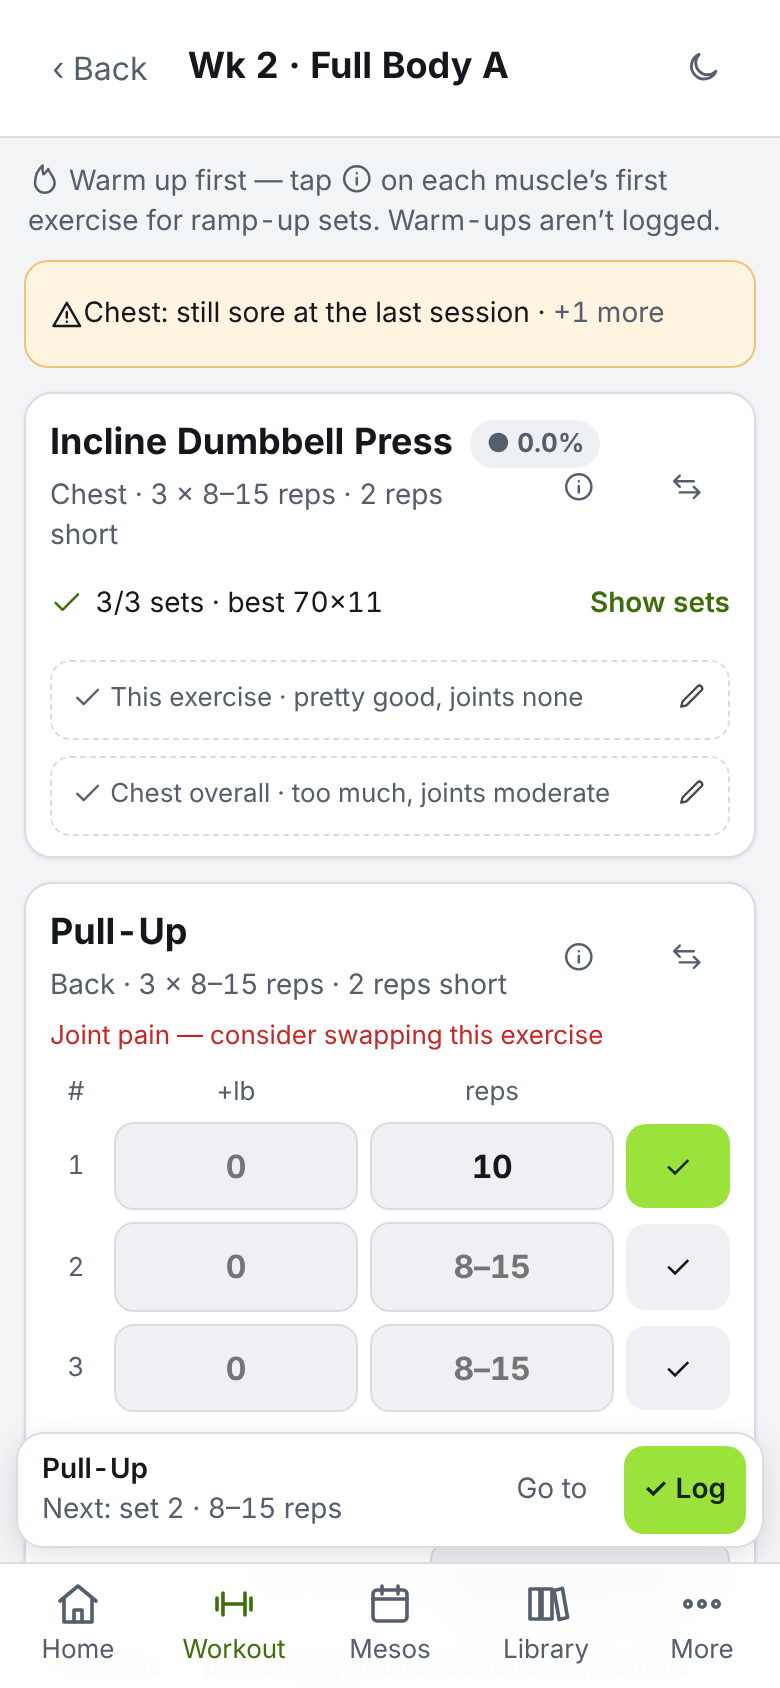 ‹ Back Wk 2 · Full Body A
Warm up first — tap ⓘ on each muscle’s first
exercise for ramp-up sets. Warm-ups aren’t logged.
⚠Chest: still sore at the last session · +1 more
Incline Dumbbell Press ● 0.0%
Chest · 3 × 8–15 reps · 2 reps
short
✓ 3/3 sets · best 70×11 Show sets
✓ This exercise · pretty good, joints none
✓ Chest overall · too much, joints moderate
Pull-Up
Back · 3 × 8–15 reps · 2 reps short
Joint pain — consider swapping this exercise
# +lb reps
1 0 10 ✓
2 0 8–15 ✓
3 0 8–15 ✓
Pull-Up
Next: set 2 · 8–15 reps
Go to ✓ Log
Home Workout Mesos Library More